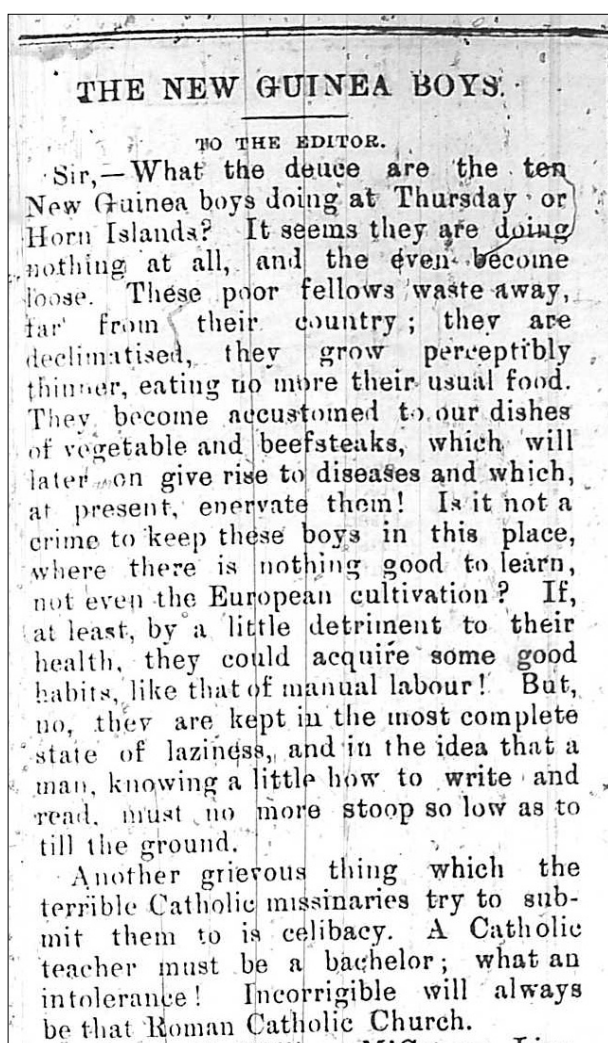 THE NEW GUINEA BOYS.
TO THE EDITOR.
Sir,—What the deuce are the ten
New Guinea boys doing at Thursday or
Horn Islands? It seems they are doing
nothing at all, and the even become
loose. These poor fellows waste away,
far from their country; they are
declimatised, they grow perceptibly
thinner, eating no more their usual food.
They become accustomed to our dishes
of vegetable and beefsteaks, which will
later on give rise to diseases and which,
at present, enervate them! Is it not a
crime to keep these boys in this place,
where there is nothing good to learn,
not even the European cultivation? If,
at least, by a little detriment to their
health, they could acquire some good
habits, like that of manual labour! But,
no, they are kept in the most complete
state of laziness, and in the idea that a
man, knowing a little how to write and
read, must no more stoop so low as to
till the ground.
Another grievous thing which the
terrible Catholic missinaries try to sub-
mit them to is celibacy. A Catholic
teacher must be a bachelor; what an
intolerance! Incorrigible will always
be that Roman Catholic Church.